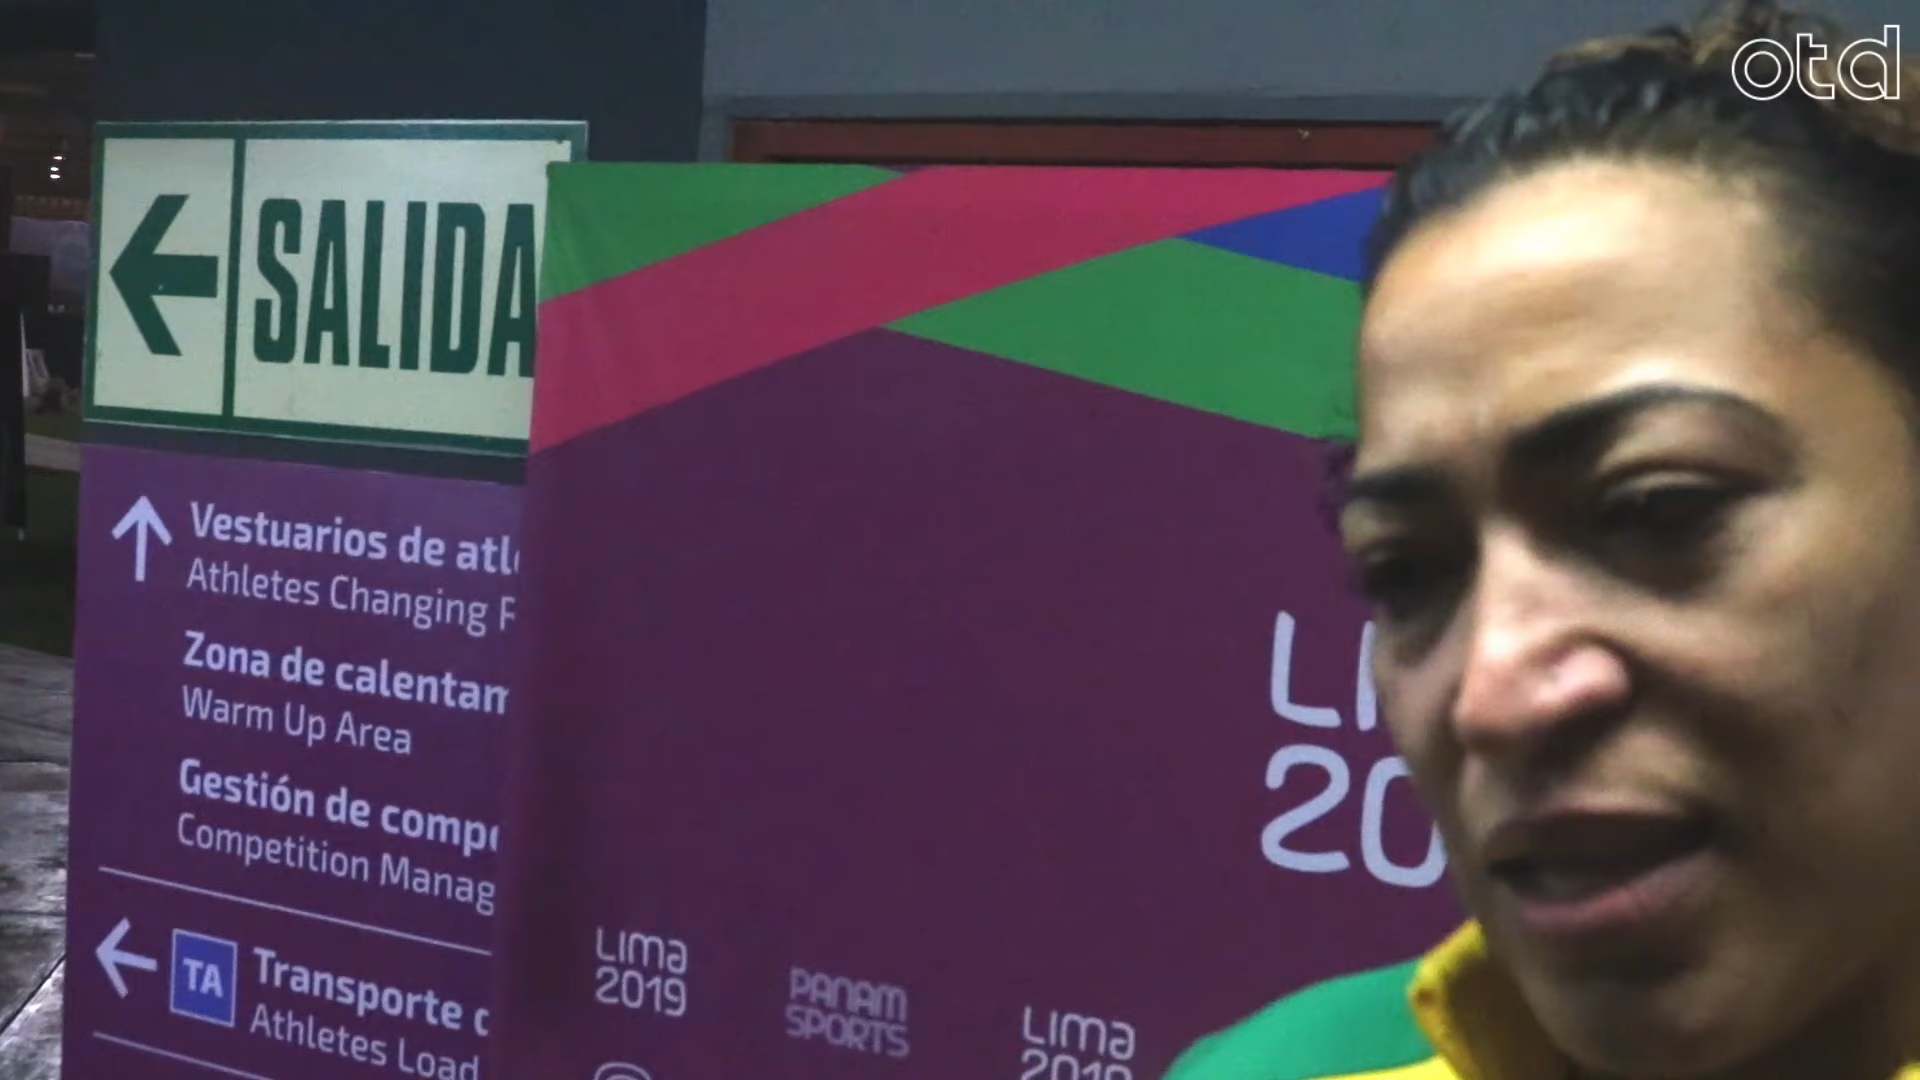 otd
SALIDA
Vestuarios de atl
Athletes Changing
Zona de calentam
Warm Up Area
Gestión de comp
Competition Manag
TA
Transporte
Athletes Load
LIMA
2019
PANAM
SPORTS
LIMA
2019
LI
20